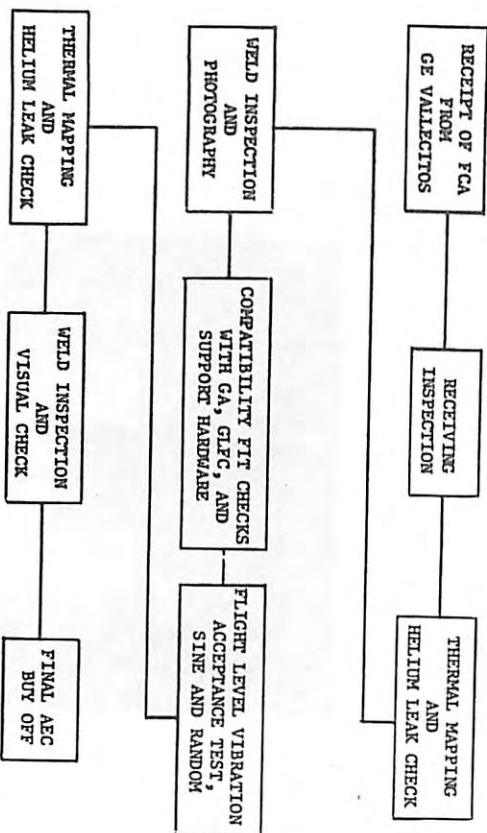 RECEIPT OF FCA
FROM
GE VALLECITOS
RECEIVING
INSPECTION
THERMAL MAPPING
AND
HELIUM LEAK CHECK
WELD INSPECTION
AND
PHOTOGRAPHY
COMPATIBILITY FIT CHECKS
WITH GA, GLFC, AND
SUPPORT HARDWARE
FLIGHT LEVEL VIBRATION
ACCEPTANCE TEST,
SINE AND RANDOM
THERMAL MAPPING
AND
HELIUM LEAK CHECK
WELD INSPECTION
AND
VISUAL CHECK
FINAL AEC
BUY OFF